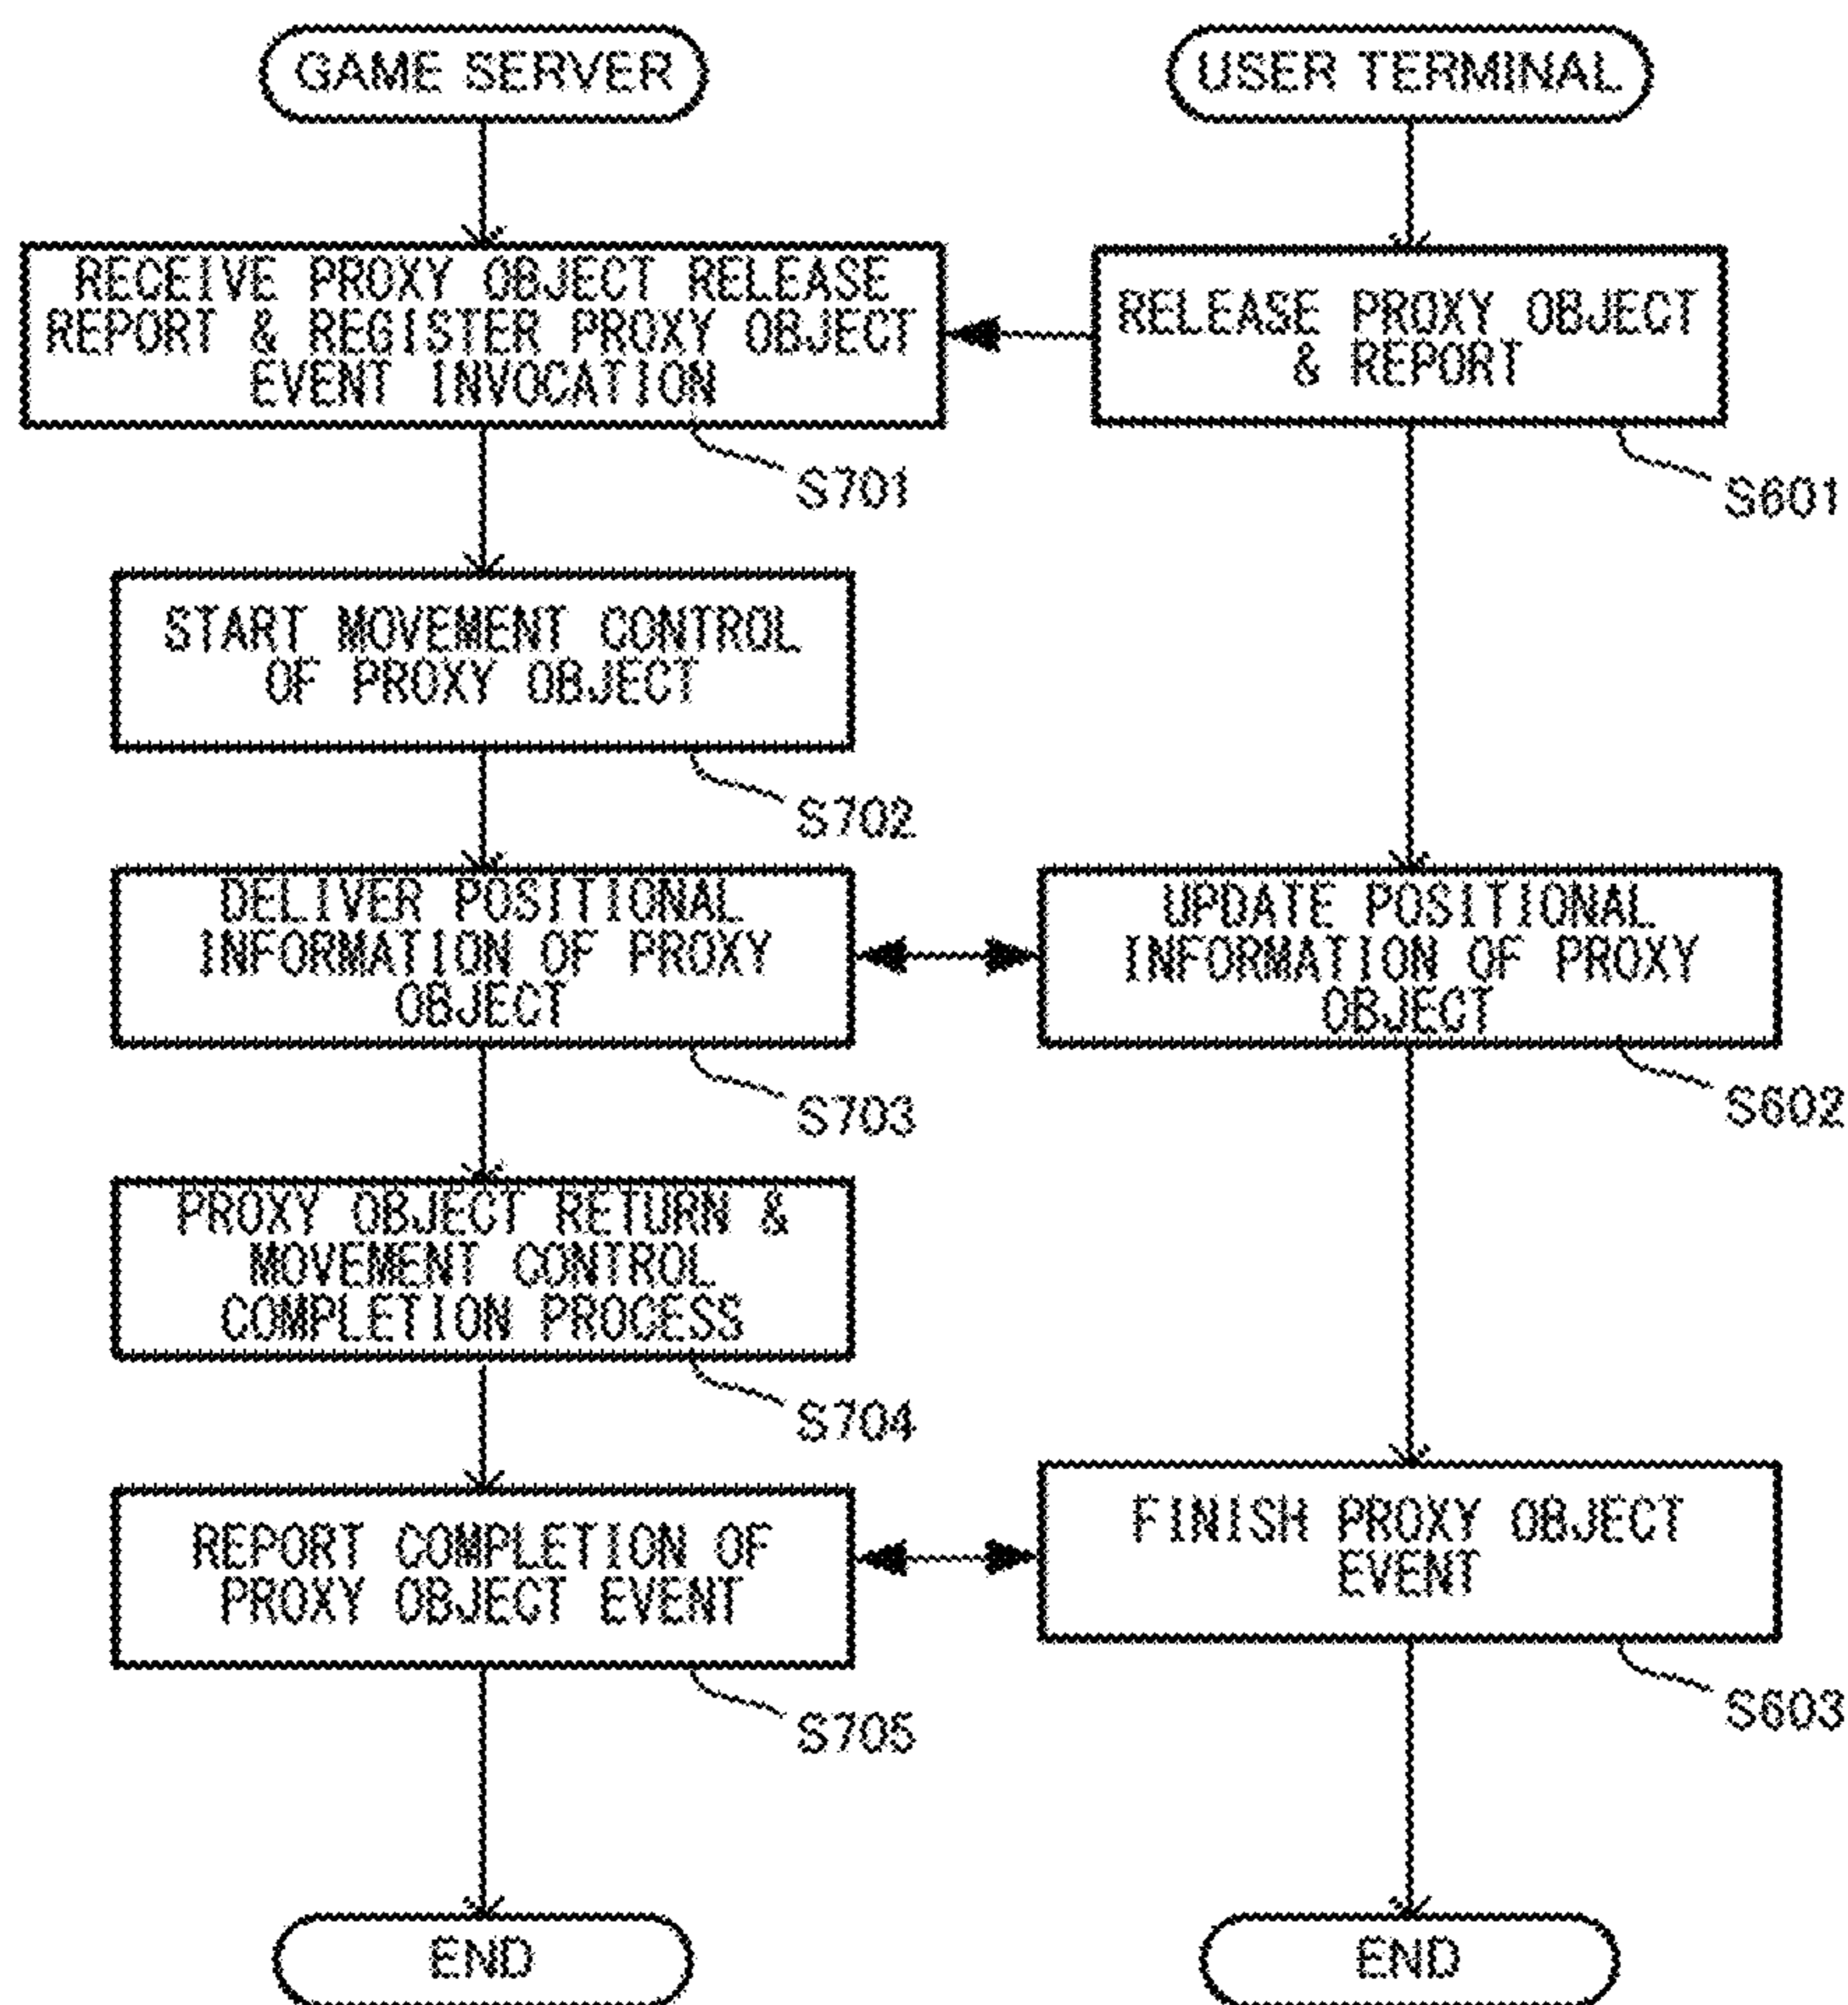 GAME SERVER
RECEIVE PROXY OBJECT RELEASE
REPORT & REGISTER PROXY OBJECT
EVENT INVOCATION
S701
START MOVEMENT CONTROL
OF PROXY OBJECT
S702
DELIVER POSITIONAL
INFORMATION OF PROXY
OBJECT
S703
PROXY OBJECT RETURN &
MOVEMENT CONTROL
COMPLETION PROCESS
S704
REPORT COMPLETION OF
PROXY OBJECT EVENT
S705
END
USER TERMINAL
RELEASE PROXY OBJECT
& REPORT
S601
UPDATE POSITIONAL
INFORMATION OF PROXY
OBJECT
S602
FINISH PROXY OBJECT
EVENT
S603
END